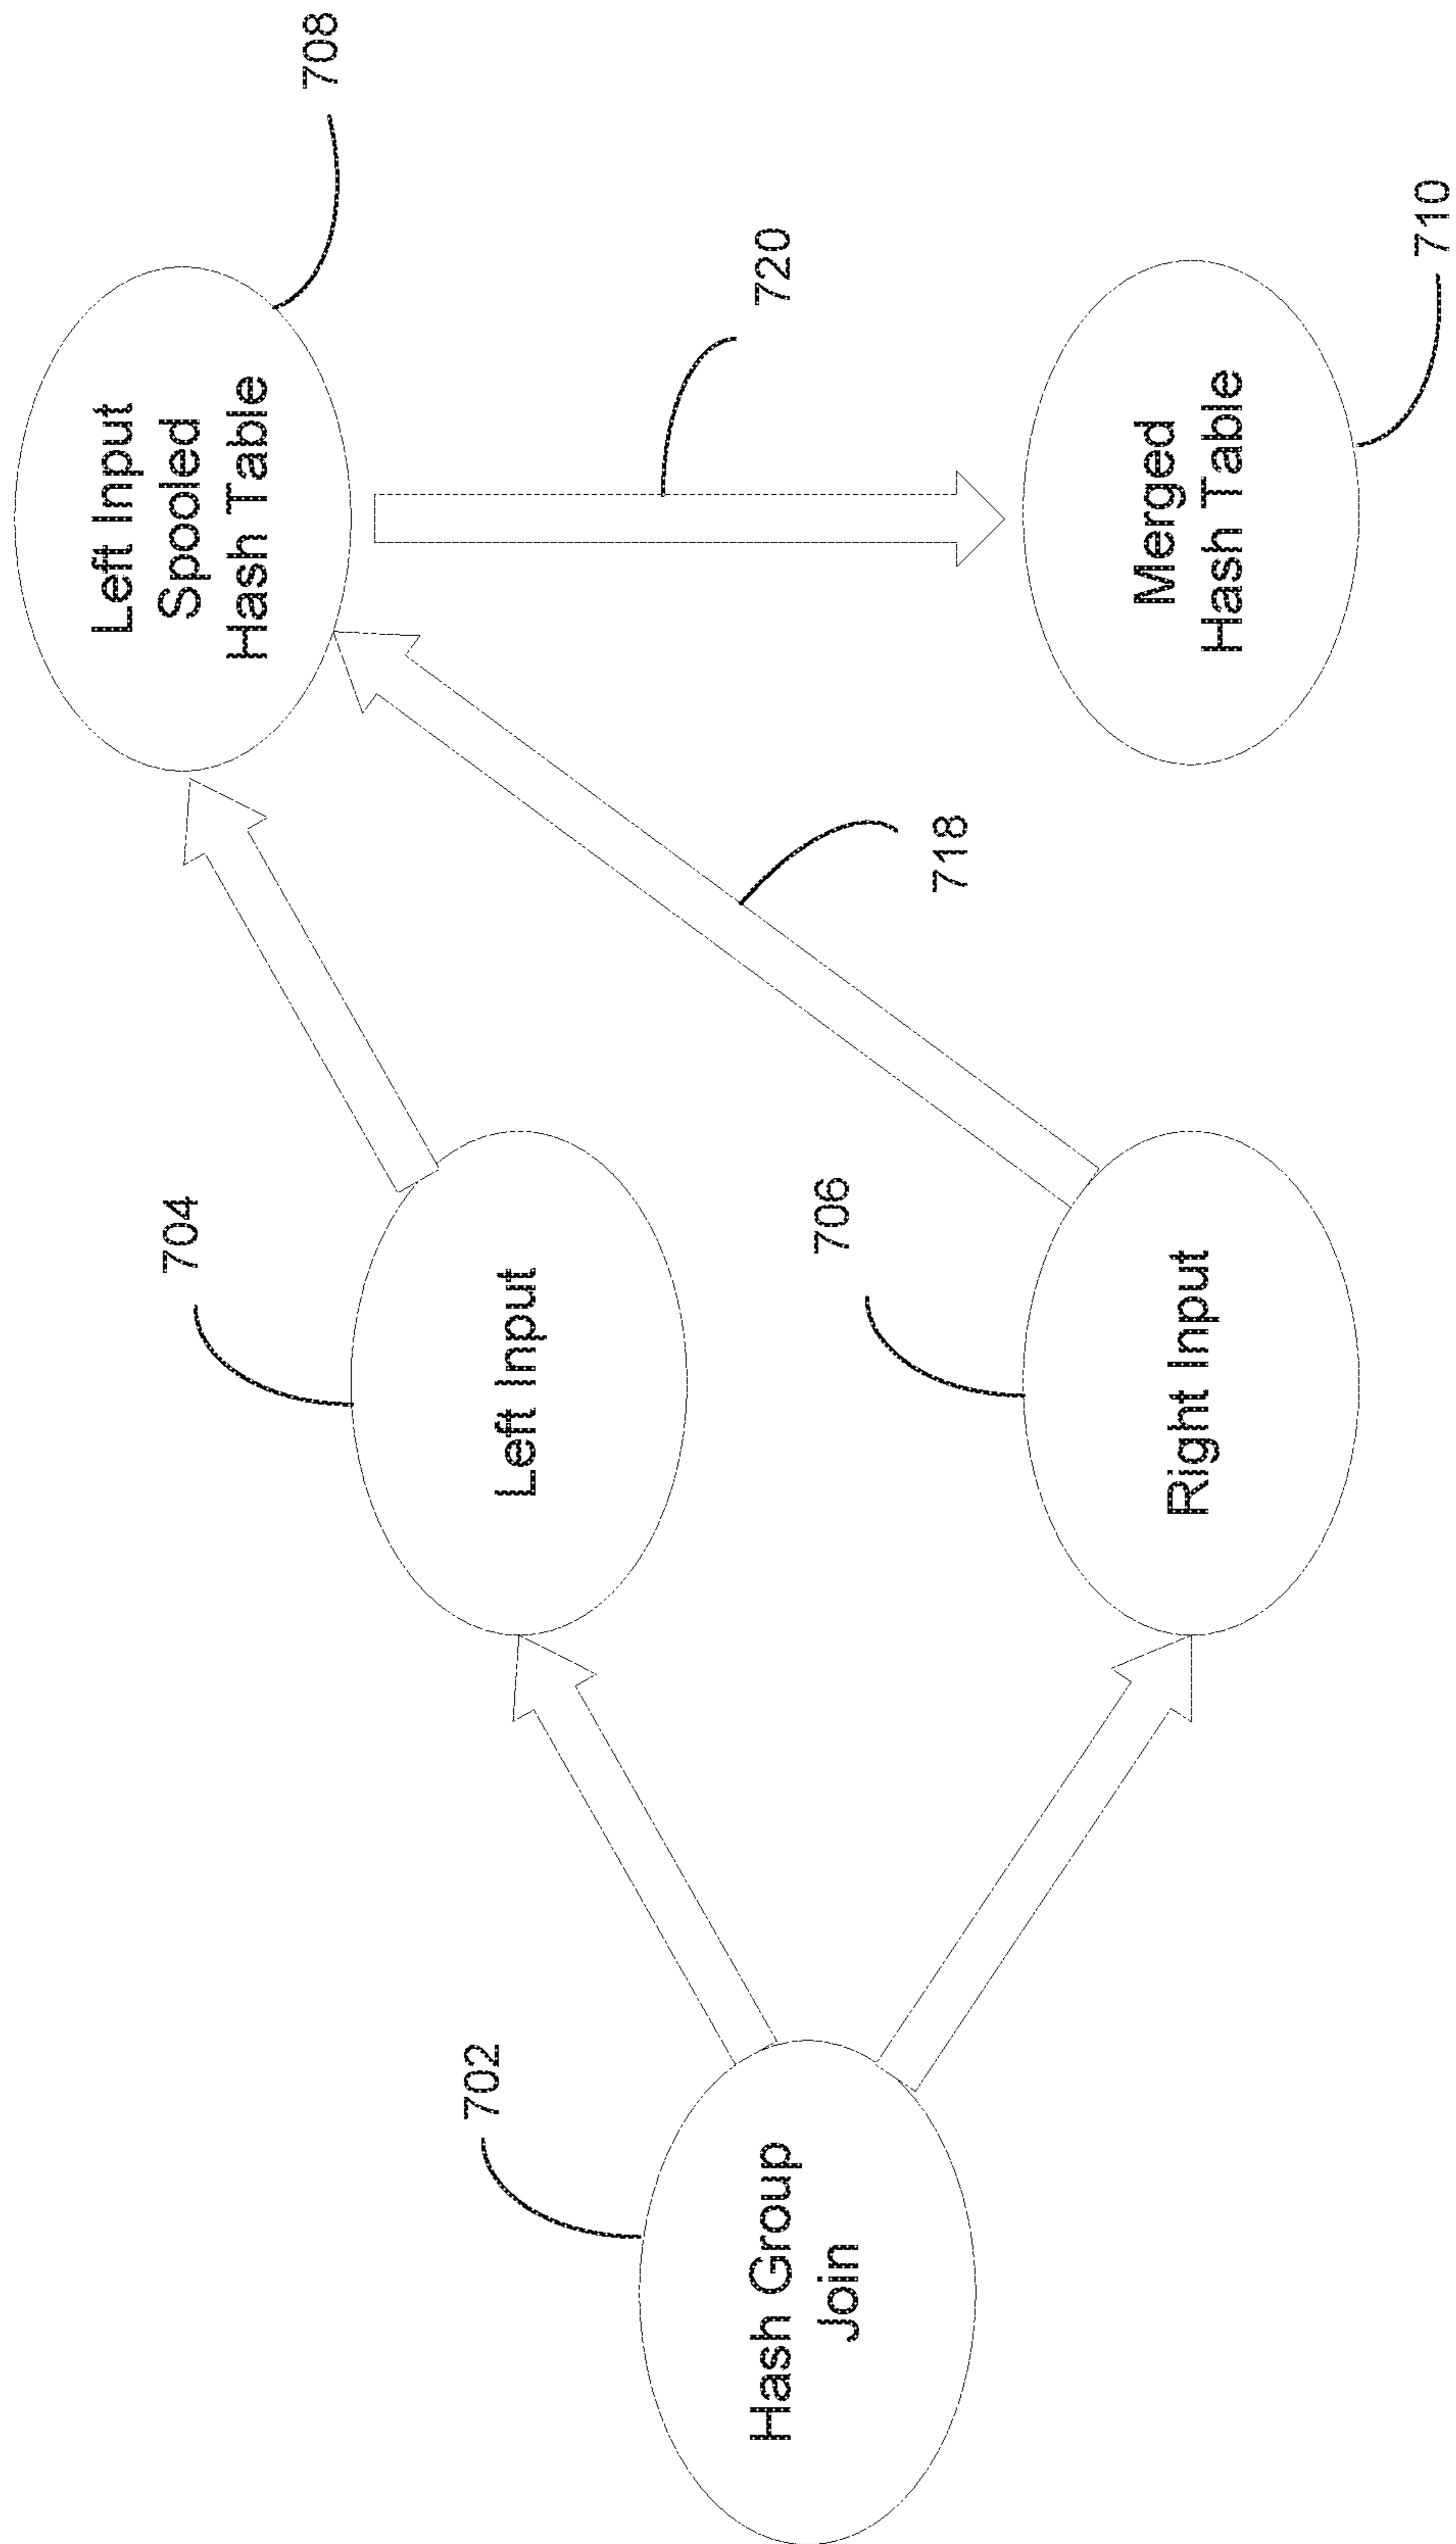 708
Left Input
Spooled
Hash Table
720
Merged
Hash Table
710
718
704
Left Input
706
Right Input
702
Hash Group
Join